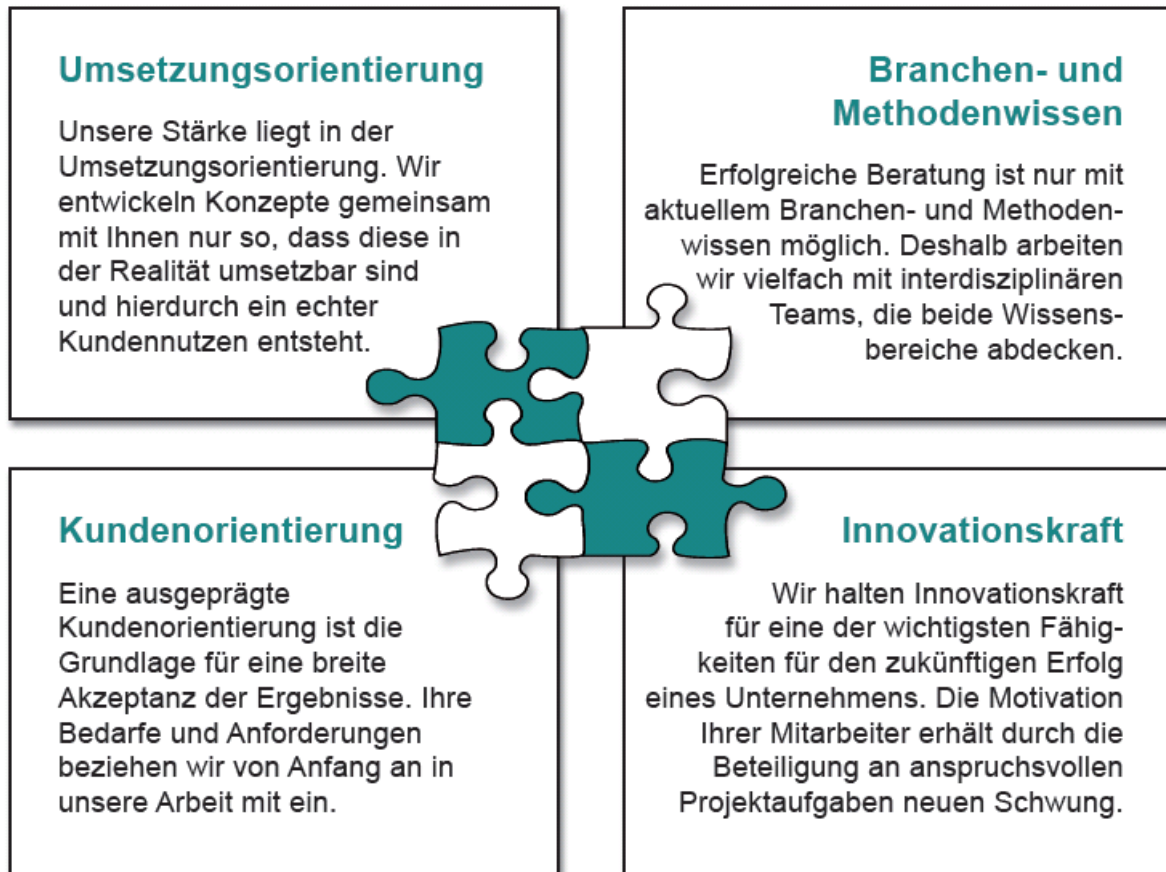 Umsetzungsorientierung
Unsere Stärke liegt in der
Umsetzungsorientierung. Wir
entwickeln Konzepte gemeinsam
mit Ihnen nur so, dass diese in
der Realität umsetzbar sind
und hierdurch ein echter
Kundennutzen entsteht.
Branchen- und
Methodenwissen
Erfolgreiche Beratung ist nur mit
aktuellem Branchen- und Methoden-
wissen möglich. Deshalb arbeiten
wir vielfach mit interdisziplinären
Teams, die beide Wissens-
bereiche abdecken.
Kundenorientierung
Eine ausgeprägte
Kundenorientierung ist die
Grundlage für eine breite
Akzeptanz der Ergebnisse. Ihre
Bedarfe und Anforderungen
beziehen wir von Anfang an in
unsere Arbeit mit ein.
Innovationskraft
Wir halten Innovationskraft
für eine der wichtigsten Fähig-
keiten für den zukünftigen Erfolg
eines Unternehmens. Die Motivation
Ihrer Mitarbeiter erhält durch die
Beteiligung an anspruchsvollen
Projektaufgaben neuen Schwung.